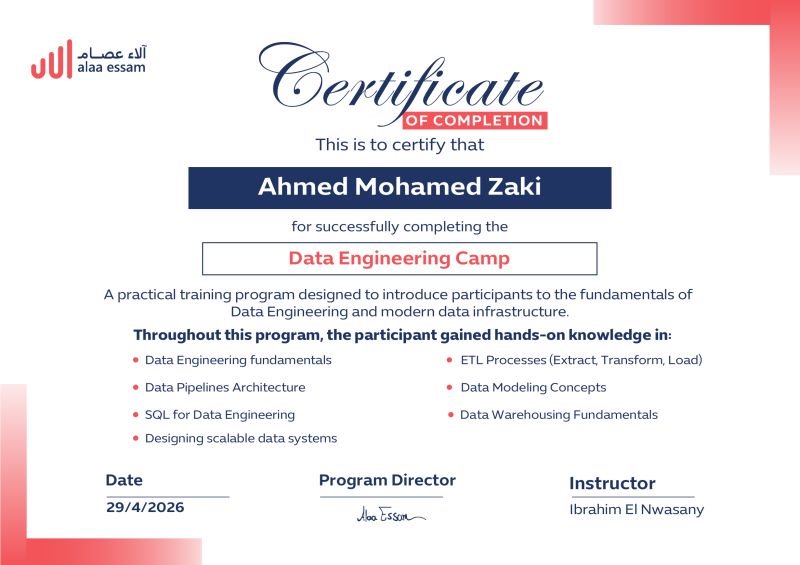 آلاء عصام
alaa essam
Certificate
OF COMPLETION
This is to certify that
Ahmed Mohamed Zaki
for successfully completing the
Data Engineering Camp
A practical training program designed to introduce participants to the fundamentals of
Data Engineering and modern data infrastructure.
Throughout this program, the participant gained hands-on knowledge in:
Data Engineering fundamentals
Data Pipelines Architecture
SQL for Data Engineering
Designing scalable data systems
ETL Processes (Extract, Transform, Load)
Data Modeling Concepts
Data Warehousing Fundamentals
Date
29/4/2026
Program Director
Alaa Essam
Instructor
Ibrahim El Nwasany